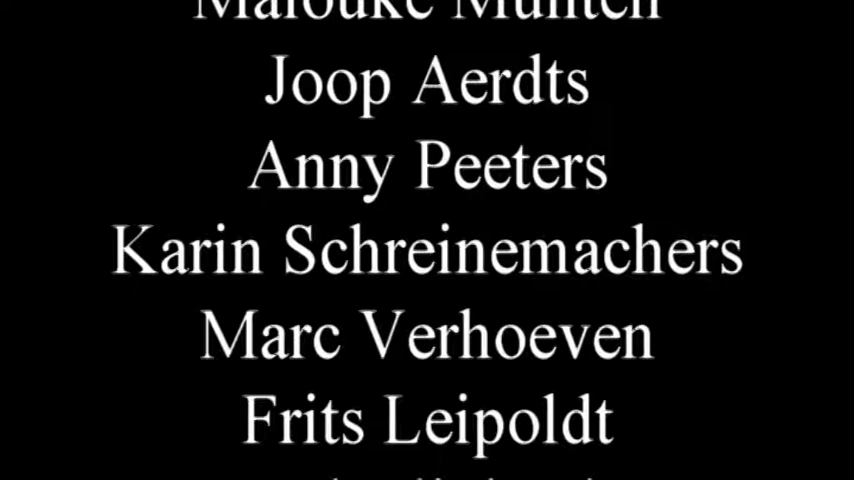 Joop Aerdts
Anny Peeters
Karin Schreinemachers
Marc Verhoeven
Frits Leipoldt